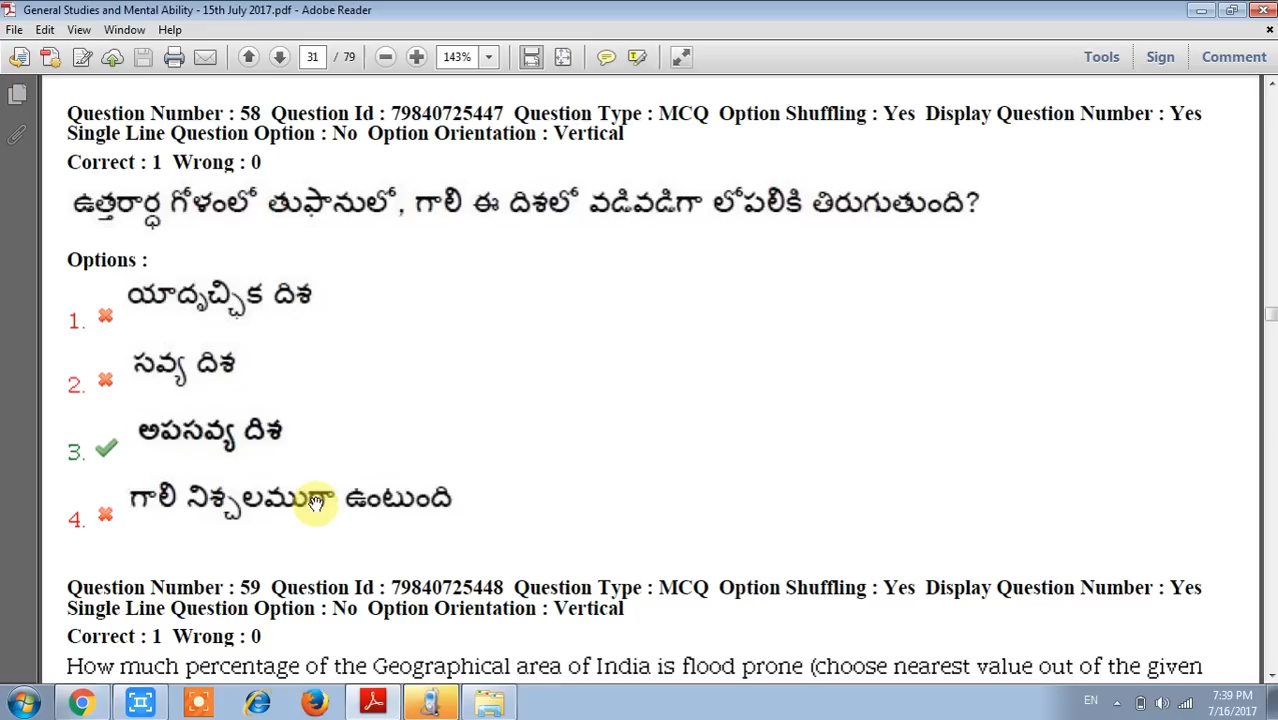 General Studies and Mental Ability - 15th July 2017.pdf - Adobe Reader
File Edit View Window Help
31 / 79 143% Tools Sign Comment
Question Number : 58 Question Id : 79840725447 Question Type : MCQ Option Shuffling : Yes Display Question Number : Yes
Single Line Question Option : No Option Orientation : Vertical
Correct : 1 Wrong : 0
ఉత్తరార్ధ గోళంలో తుఫానులో, గాలి ఈ దిశలో వడివడిగా లోపలికి తిరుగుతుంది?
Options :
1. యాదృచ్ఛిక దిశ
2. సవ్య దిశ
3. అపసవ్య దిశ
4. గాలి నిశ్చలముగా ఉంటుంది
Question Number : 59 Question Id : 79840725448 Question Type : MCQ Option Shuffling : Yes Display Question Number : Yes
Single Line Question Option : No Option Orientation : Vertical
Correct : 1 Wrong : 0
How much percentage of the Geographical area of India is flood prone (choose nearest value out of the given
EN 7:39 PM
7/16/2017